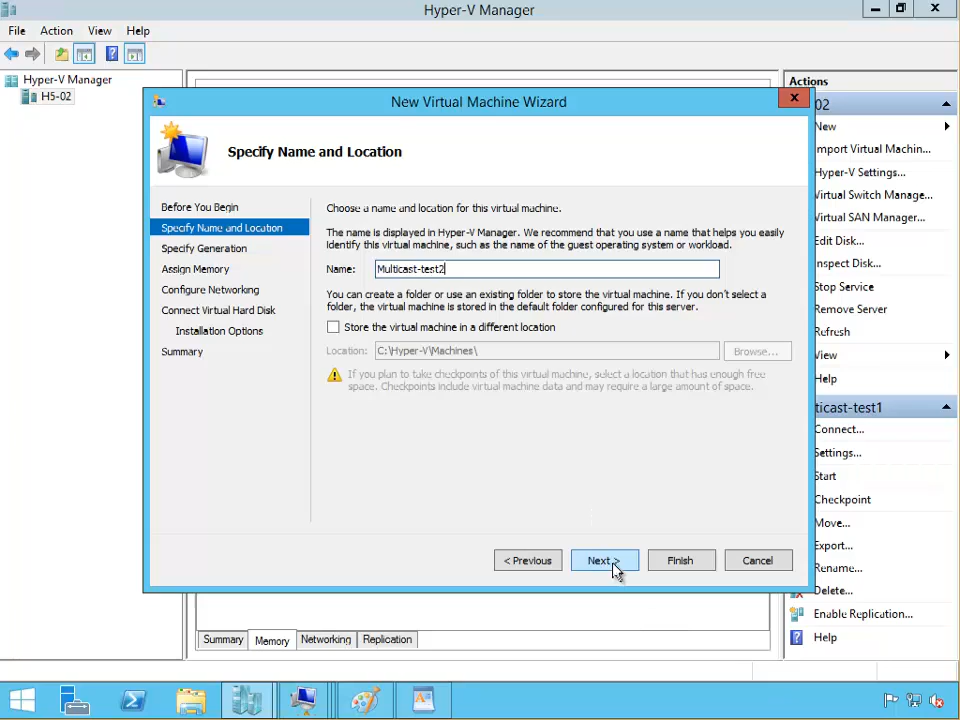 Hyper-V Manager
File Action View Help
Hyper-V Manager
H5-02
New Virtual Machine Wizard
Specify Name and Location
Before You Begin
Specify Name and Location
Specify Generation
Assign Memory
Configure Networking
Connect Virtual Hard Disk
Installation Options
Summary
Choose a name and location for this virtual machine.
The name is displayed in Hyper-V Manager. We recommend that you use a name that helps you easily
identify this virtual machine, such as the name of the guest operating system or workload.
Name: Multicast-test2
You can create a folder or use an existing folder to store the virtual machine. If you don't select a
folder, the virtual machine is stored in the default folder configured for this server.
Store the virtual machine in a different location
Location: C:\Hyper-V\Machines\ Browse...
If you plan to take checkpoints of this virtual machine, select a location that has enough free
space. Checkpoints include virtual machine data and may require a large amount of space.
< Previous Next > Finish Cancel
Actions
02
New
mport Virtual Machin...
Hyper-V Settings...
Virtual Switch Manage...
Virtual SAN Manager...
Edit Disk...
nspect Disk...
Stop Service
Remove Server
Refresh
View
Help
ticast-test1
Connect...
Settings...
Start
Checkpoint
Move...
Export...
Rename...
Delete...
Enable Replication...
Help
Summary Memory Networking Replication